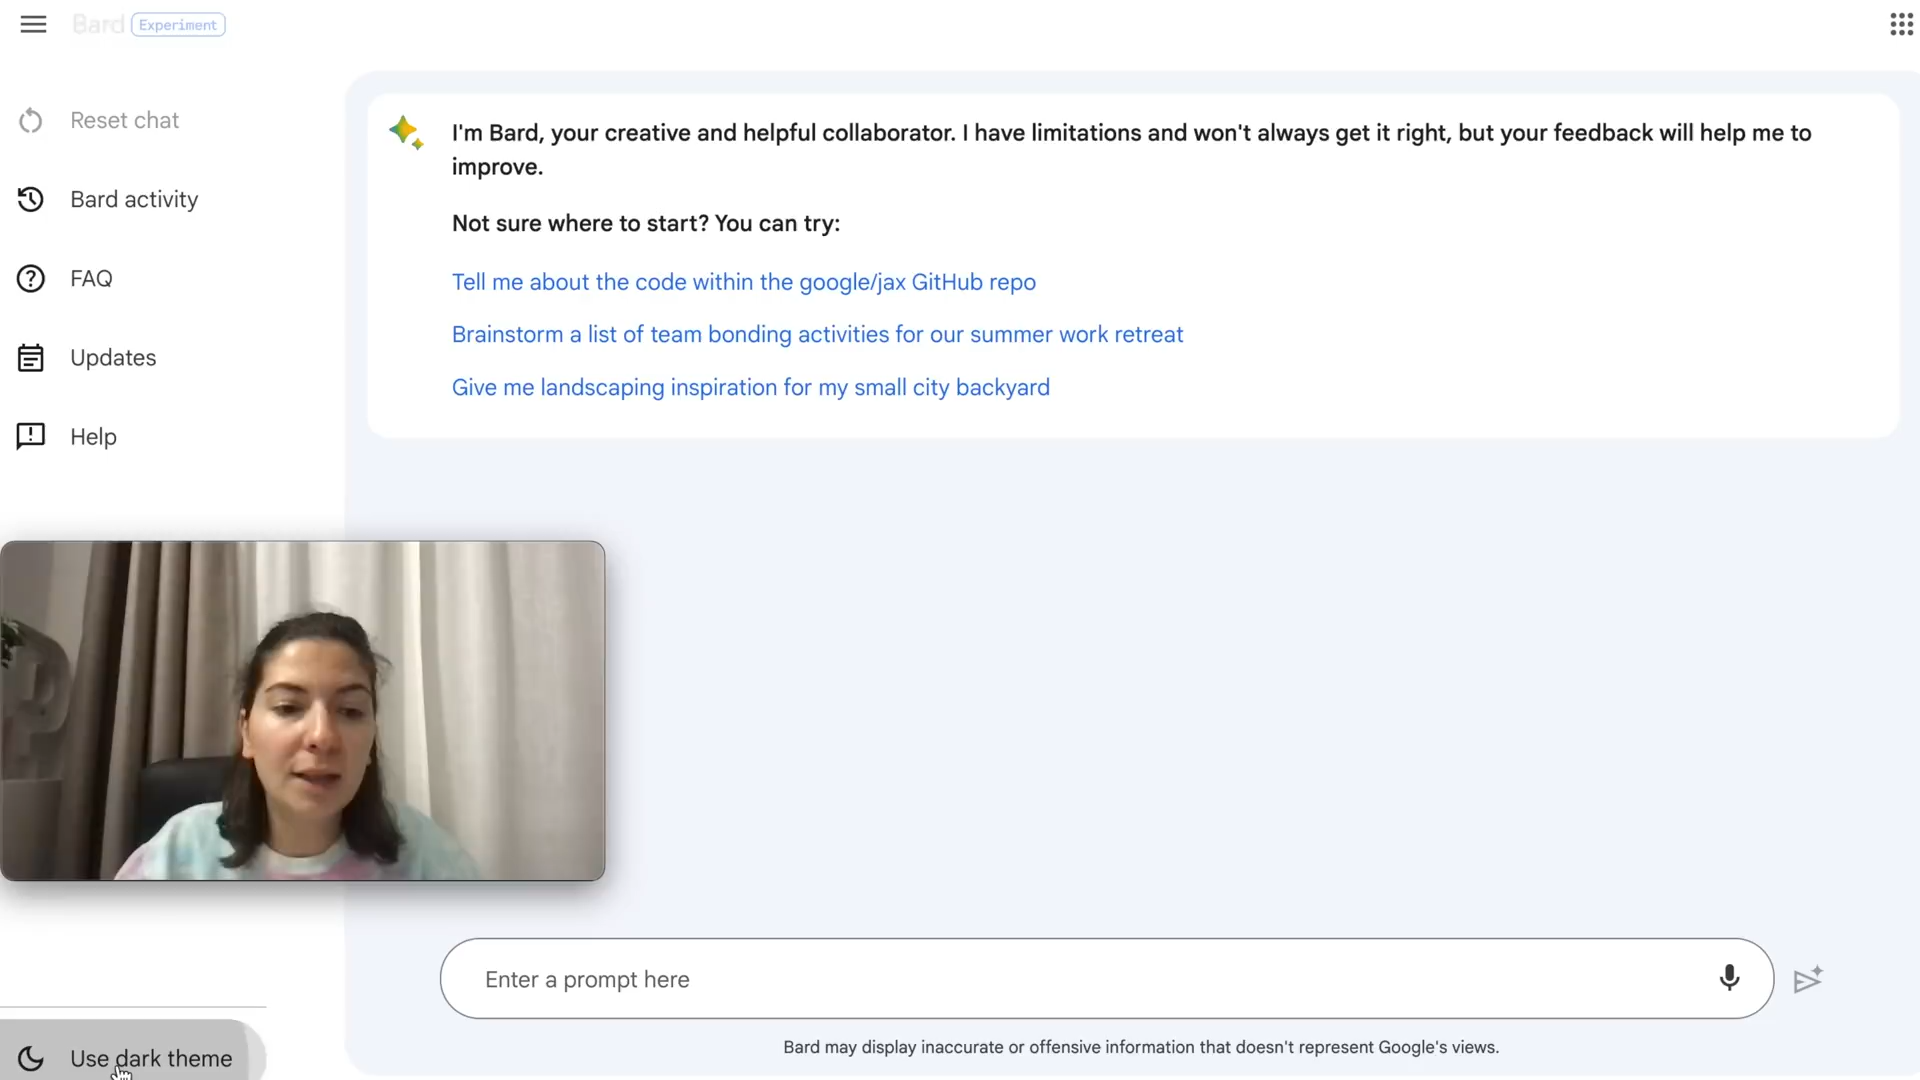 Bard Experiment
Reset chat
Bard activity
FAQ
Updates
Help
I'm Bard, your creative and helpful collaborator. I have limitations and won't always get it right, but your feedback will help me to
improve.
Not sure where to start? You can try:
Tell me about the code within the google/jax GitHub repo
Brainstorm a list of team bonding activities for our summer work retreat
Give me landscaping inspiration for my small city backyard
Enter a prompt here
Bard may display inaccurate or offensive information that doesn't represent Google's views.
Use dark theme